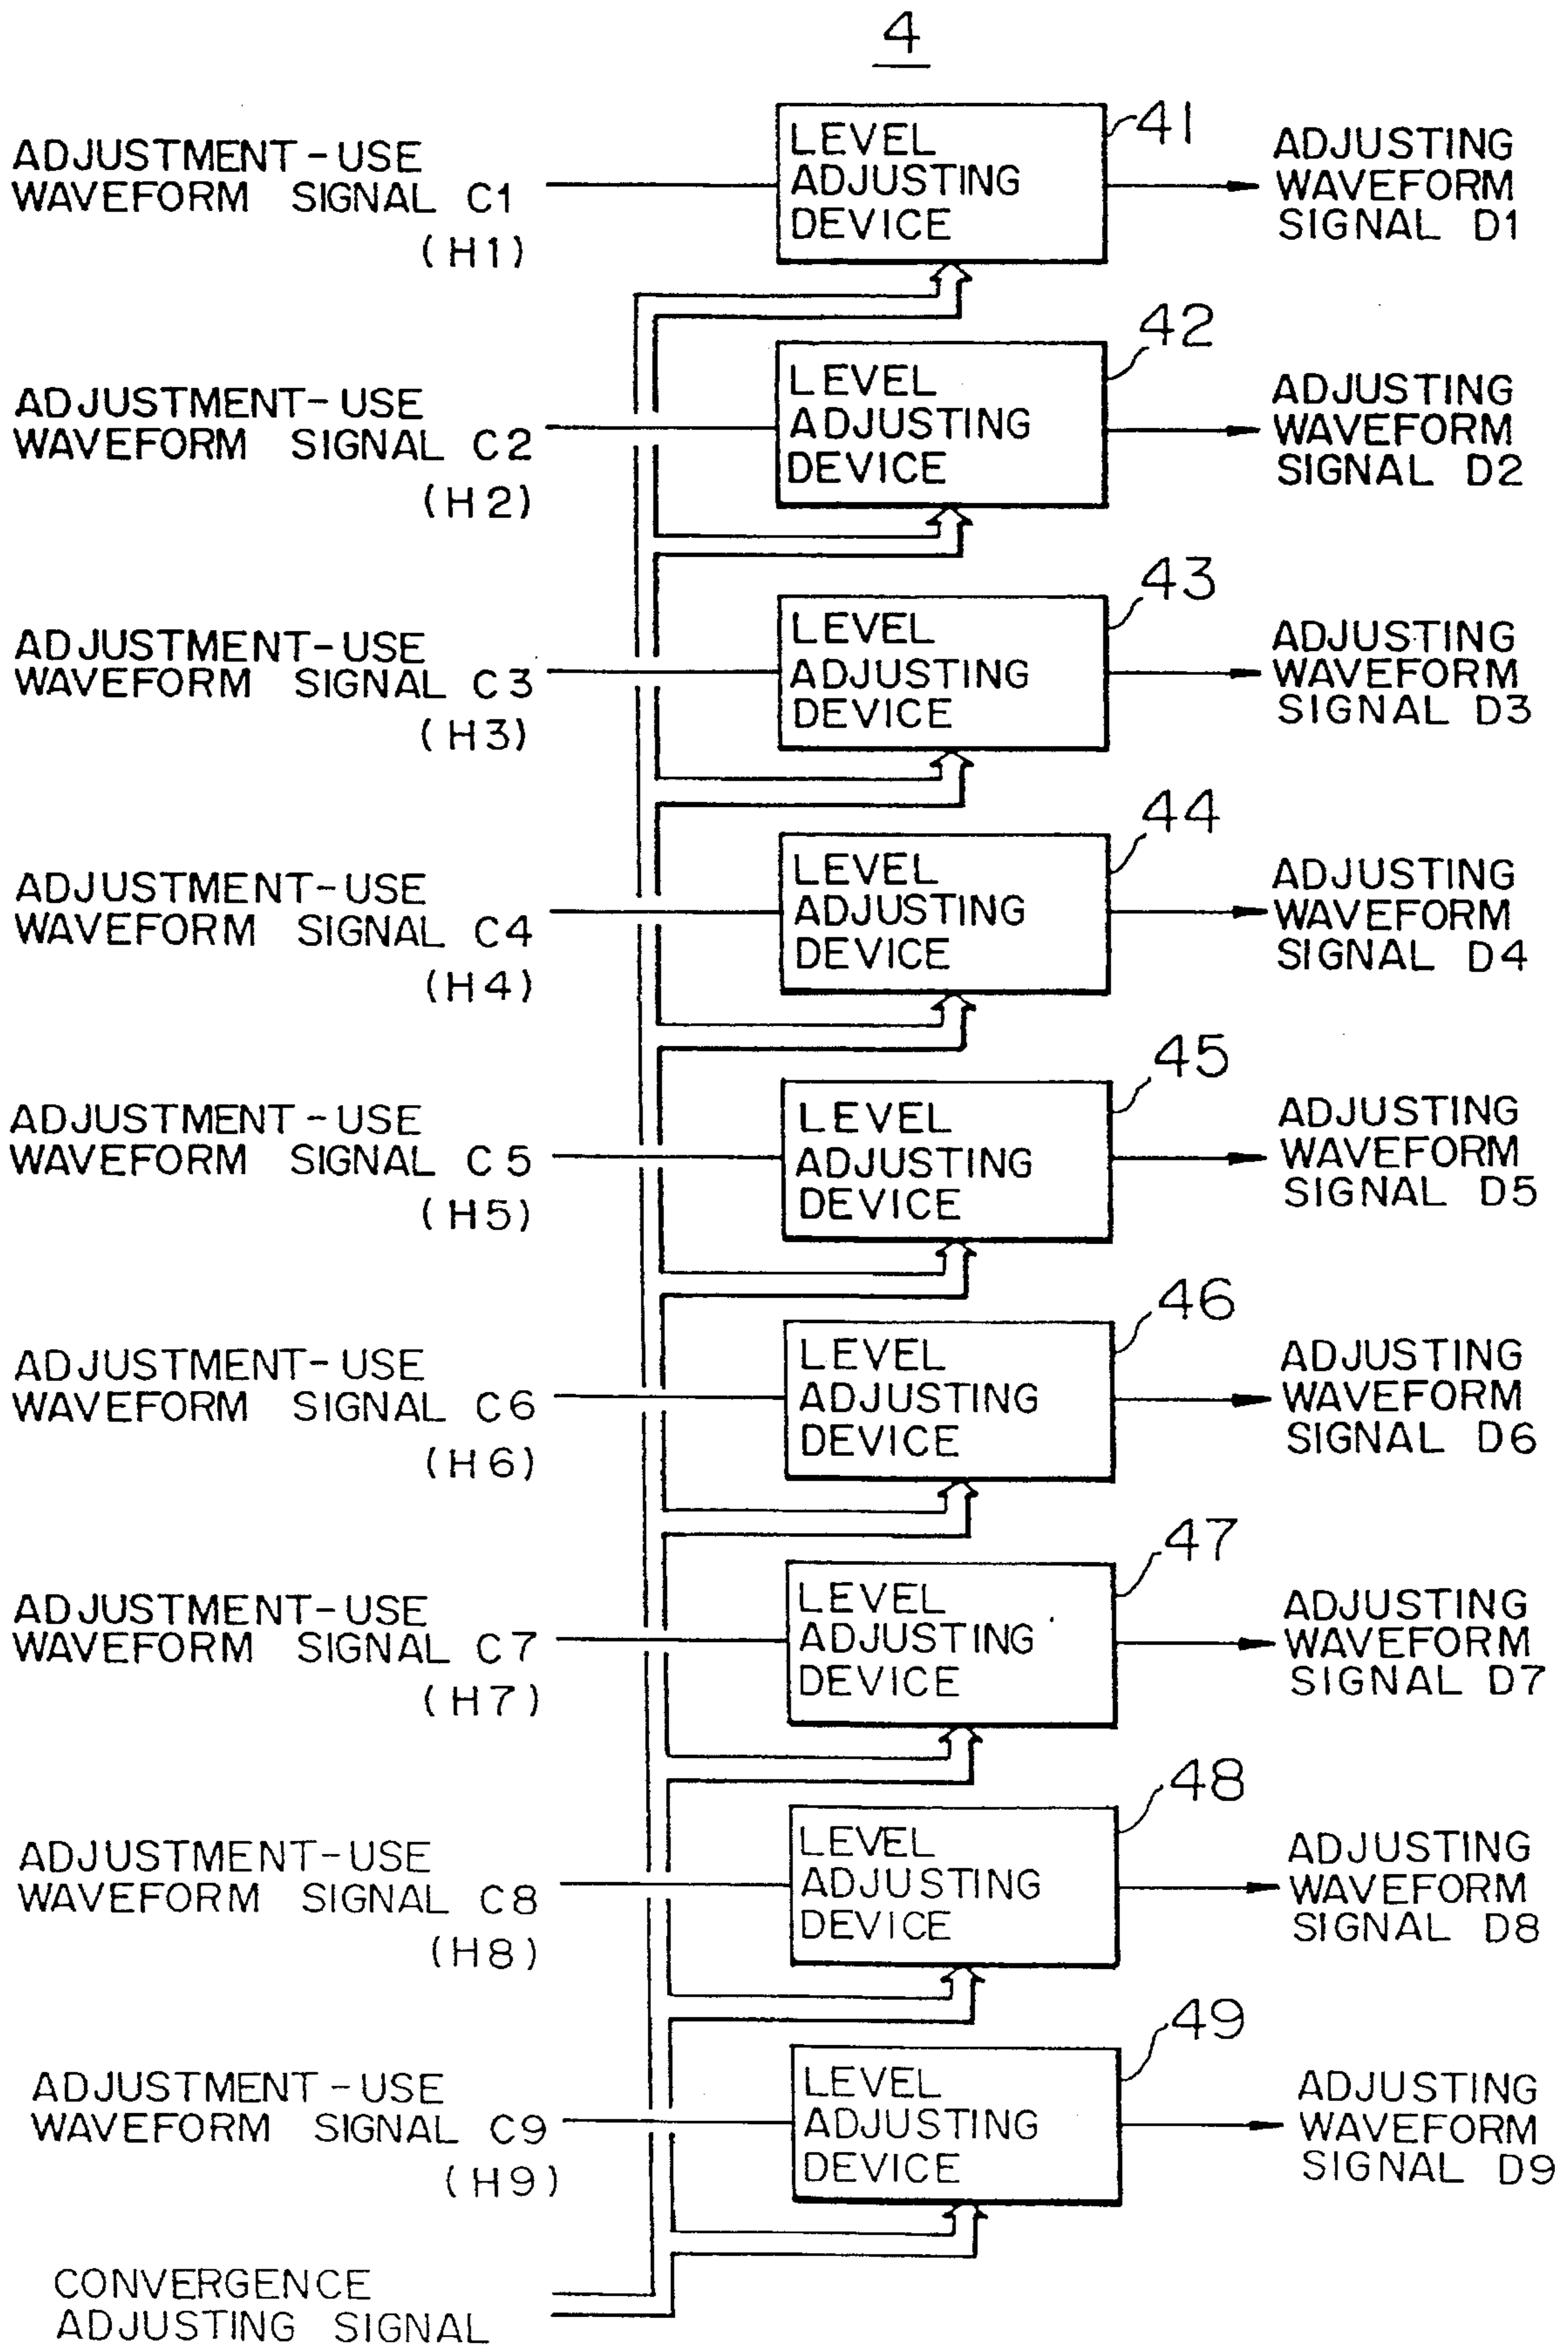 4
ADJUSTMENT-USE
WAVEFORM SIGNAL C1
(H1)
LEVEL
ADJUSTING
DEVICE
41
ADJUSTING
WAVEFORM
SIGNAL D1
ADJUSTMENT-USE
WAVEFORM SIGNAL C2
(H2)
LEVEL
ADJUSTING
DEVICE
42
ADJUSTING
WAVEFORM
SIGNAL D2
ADJUSTMENT-USE
WAVEFORM SIGNAL C3
(H3)
LEVEL
ADJUSTING
DEVICE
43
ADJUSTING
WAVEFORM
SIGNAL D3
ADJUSTMENT-USE
WAVEFORM SIGNAL C4
(H4)
LEVEL
ADJUSTING
DEVICE
44
ADJUSTING
WAVEFORM
SIGNAL D4
ADJUSTMENT-USE
WAVEFORM SIGNAL C5
(H5)
LEVEL
ADJUSTING
DEVICE
45
ADJUSTING
WAVEFORM
SIGNAL D5
ADJUSTMENT-USE
WAVEFORM SIGNAL C6
(H6)
LEVEL
ADJUSTING
DEVICE
46
ADJUSTING
WAVEFORM
SIGNAL D6
ADJUSTMENT-USE
WAVEFORM SIGNAL C7
(H7)
LEVEL
ADJUSTING
DEVICE
47
ADJUSTING
WAVEFORM
SIGNAL D7
ADJUSTMENT-USE
WAVEFORM SIGNAL C8
(H8)
LEVEL
ADJUSTING
DEVICE
48
ADJUSTING
WAVEFORM
SIGNAL D8
ADJUSTMENT-USE
WAVEFORM SIGNAL C9
(H9)
LEVEL
ADJUSTING
DEVICE
49
ADJUSTING
WAVEFORM
SIGNAL D9
CONVERGENCE
ADJUSTING SIGNAL